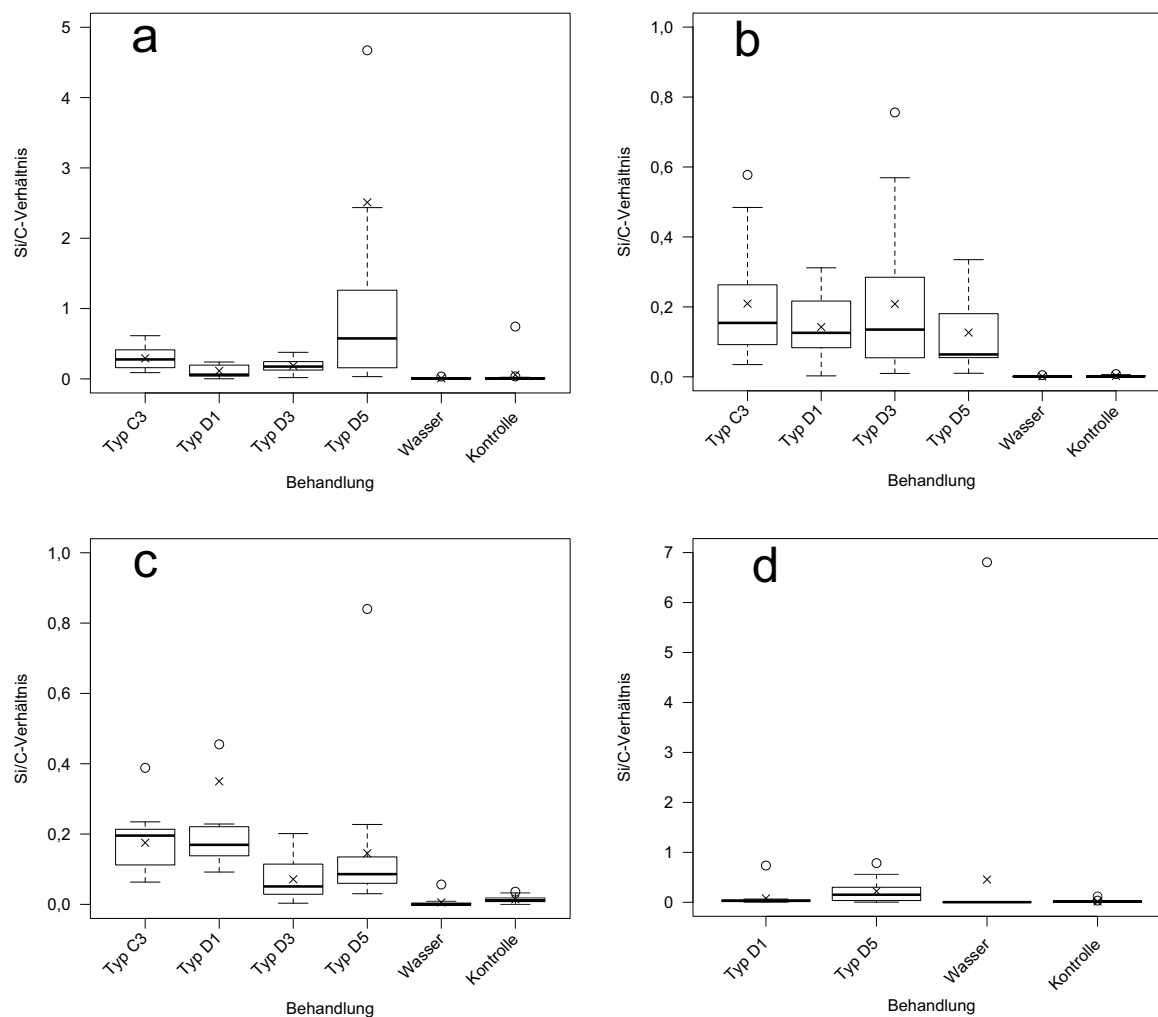 a
Si/C-Verhältnis
5
4
3
2
1
0
Typ C3
Typ D1
Typ D3
Typ D5
Wasser
Kontrolle
Behandlung
b
Si/C-Verhältnis
1,0
0,8
0,6
0,4
0,2
0,0
Typ C3
Typ D1
Typ D3
Typ D5
Wasser
Kontrolle
Behandlung
c
Si/C-Verhältnis
1,0
0,8
0,6
0,4
0,2
0,0
Typ C3
Typ D1
Typ D3
Typ D5
Wasser
Kontrolle
Behandlung
d
Si/C-Verhältnis
7
6
5
4
3
2
1
0
Typ D1
Typ D5
Wasser
Kontrolle
Behandlung